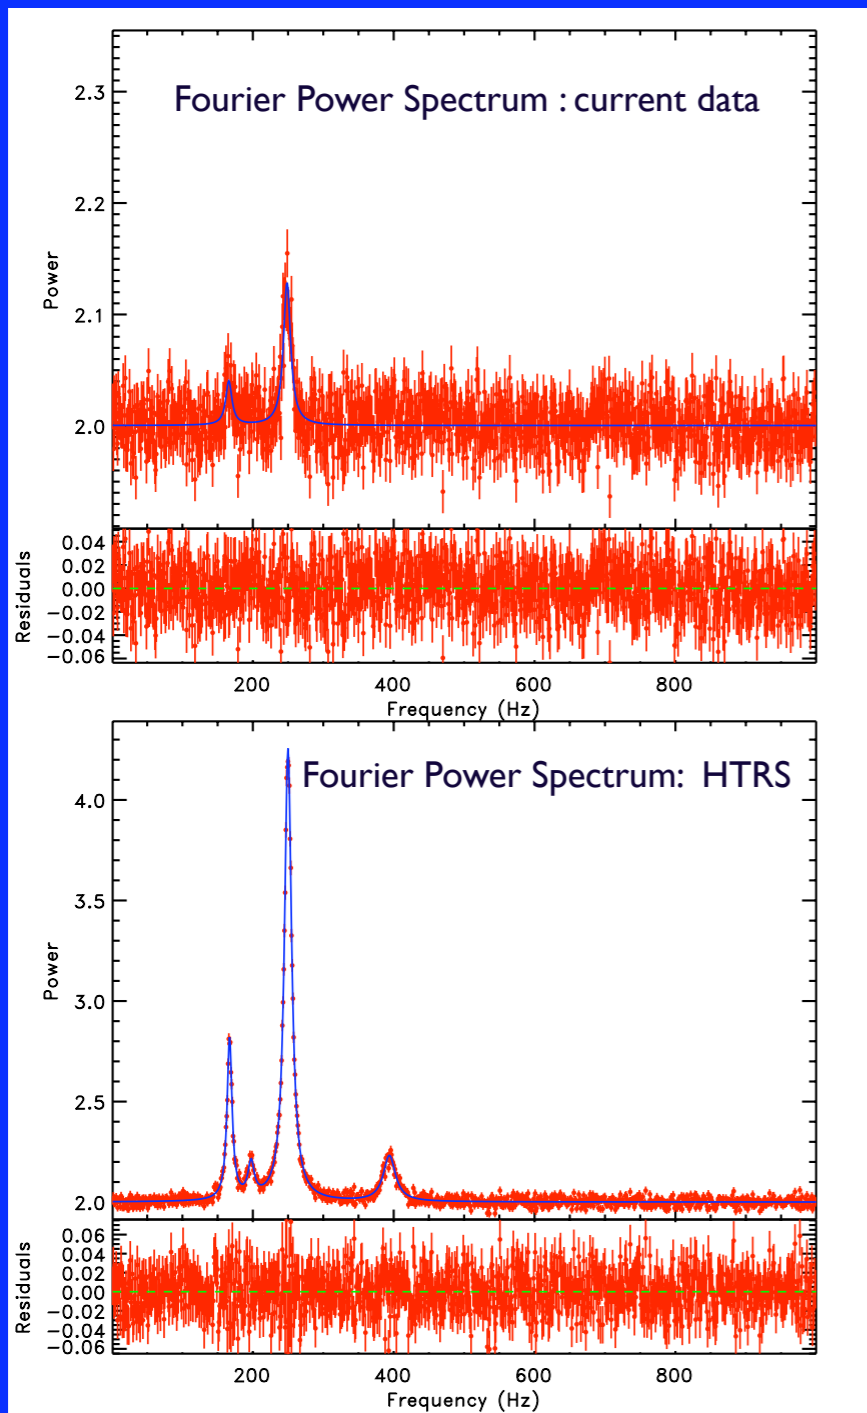 Fourier Power Spectrum : current data
2.3
2.2
2.1
2.0
Power
0.04
0.02
0.00
−0.02
−0.04
−0.06
Residuals
200 400 600 800
Frequency (Hz)
Fourier Power Spectrum: HTRS
4.0
3.5
3.0
2.5
2.0
Power
0.06
0.04
0.02
0.00
−0.02
−0.04
−0.06
Residuals
200 400 600 800
Frequency (Hz)